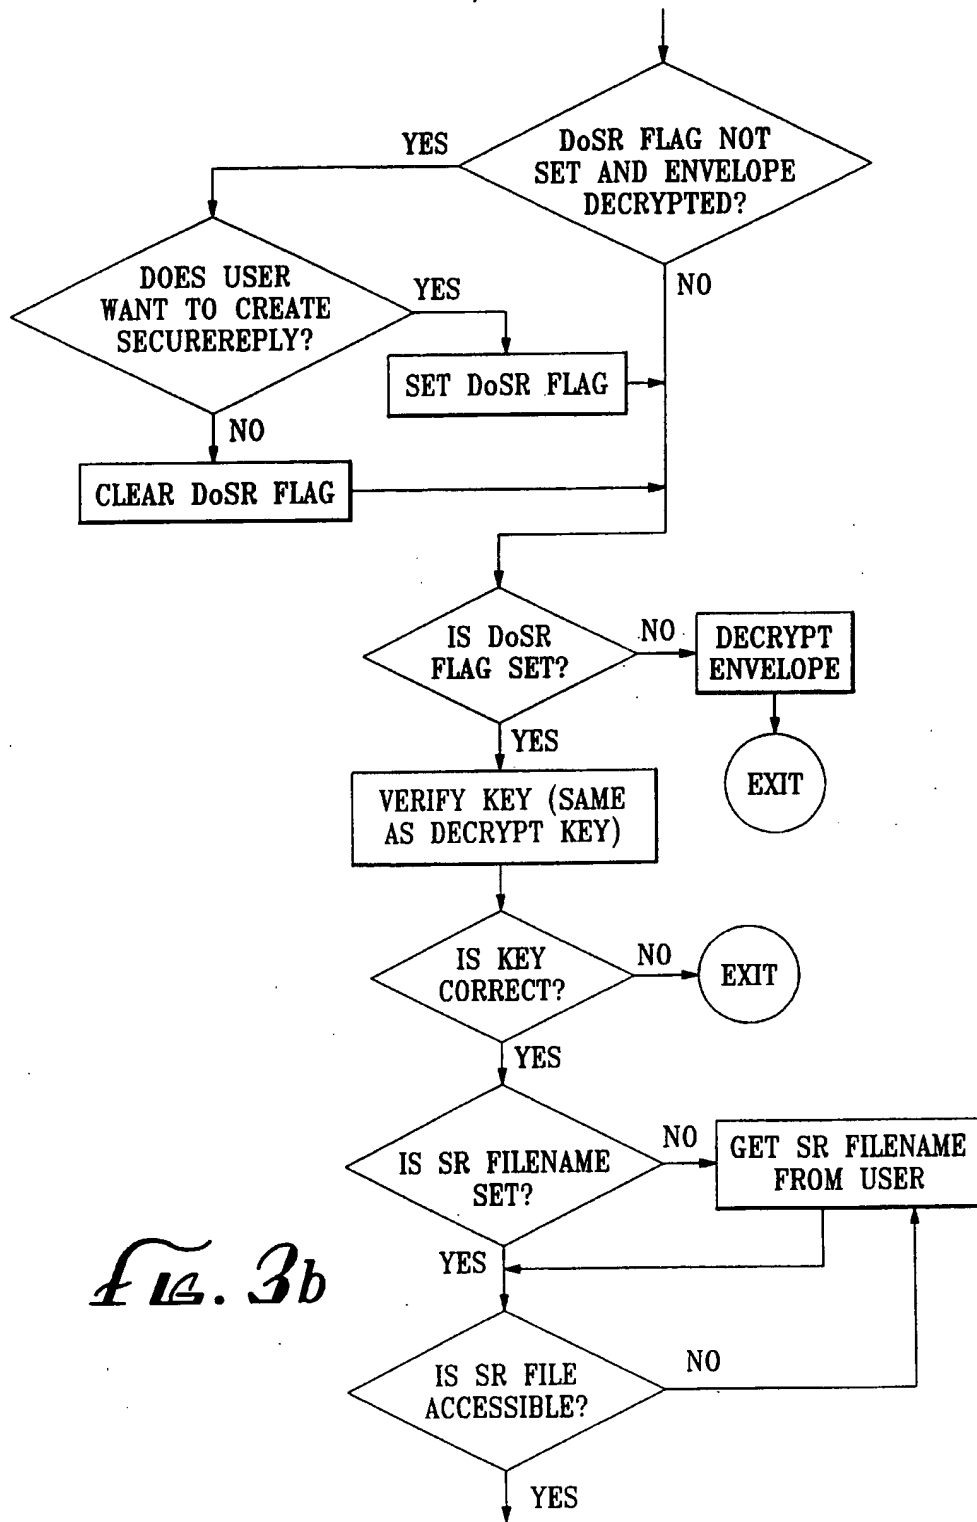 DoSR FLAG NOT
SET AND ENVELOPE
DECRYPTED?
YES
NO
DOES USER
WANT TO CREATE
SECUREREPLY?
YES
SET DoSR FLAG
NO
CLEAR DoSR FLAG
IS DoSR
FLAG SET?
NO
DECRYPT
ENVELOPE
EXIT
YES
VERIFY KEY (SAME
AS DECRYPT KEY)
IS KEY
CORRECT?
NO
EXIT
YES
IS SR FILENAME
SET?
NO
GET SR FILENAME
FROM USER
YES
IS SR FILE
ACCESSIBLE?
NO
YES
FIG. 3b